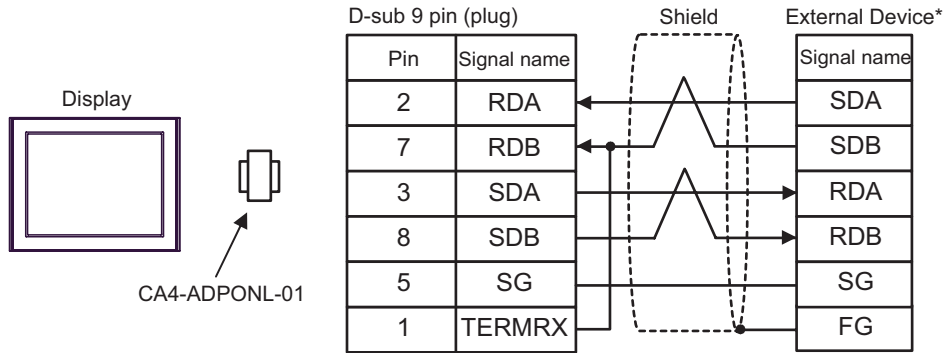 D-sub 9 pin (plug) Shield External Device*
Pin Signal name Signal name
Display
2 RDA SDA
7 RDB SDB
3 SDA RDA
8 SDB RDB
5 SG SG
CA4-ADPONL-01
1 TERMRX FG